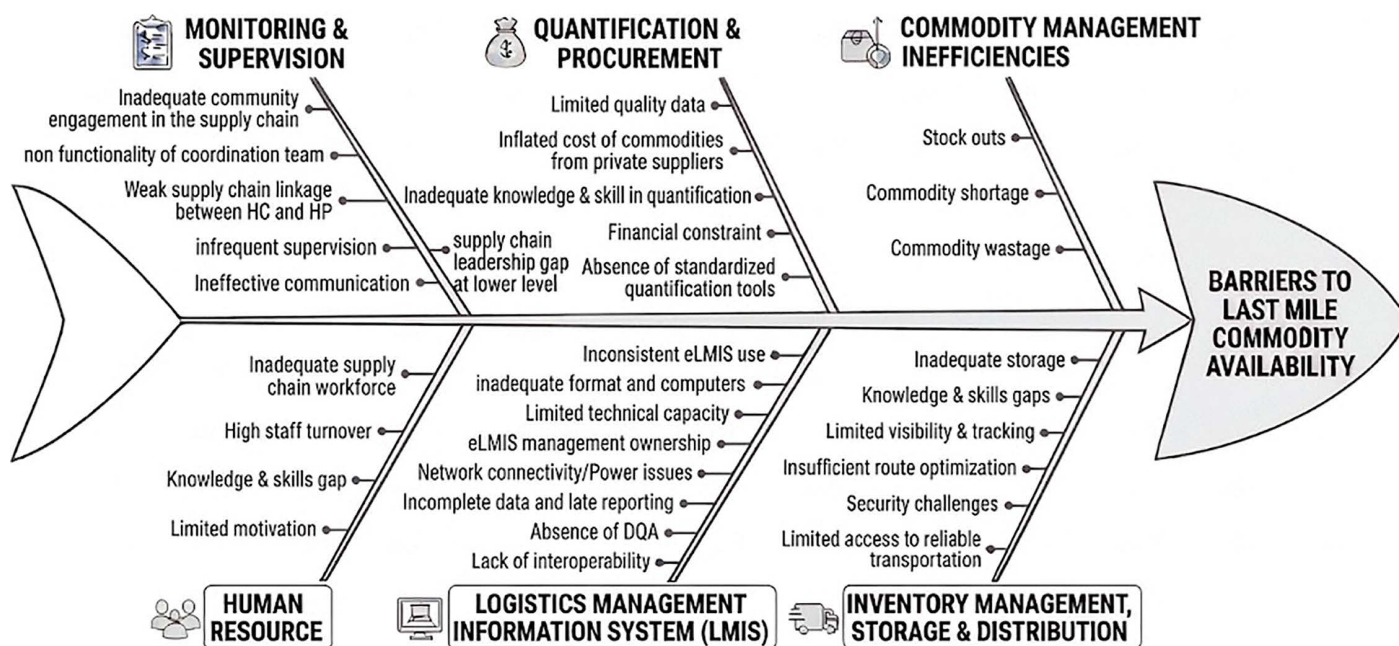 MONITORING &
SUPERVISION
Inadequate community
engagement in the supply chain
non functionality of coordination team
Weak supply chain linkage
between HC and HP
infrequent supervision
supply chain
leadership gap
at lower level
Ineffective communication
QUANTIFICATION &
PROCUREMENT
Limited quality data
Inflated cost of commodities
from private suppliers
Inadequate knowledge & skill in quantification
Financial constraint
Absence of standardized
quantification tools
COMMODITY MANAGEMENT
INEFFICIENCIES
Stock outs
Commodity shortage
Commodity wastage
BARRIERS TO
LAST MILE
COMMODITY
AVAILABILITY
Inadequate supply
chain workforce
High staff turnover
Knowledge & skills gap
Limited motivation
HUMAN
RESOURCE
Inconsistent eLMIS use
inadequate format and computers
Limited technical capacity
eLMIS management ownership
Network connectivity/Power issues
Incomplete data and late reporting
Absence of DQA
Lack of interoperability
LOGISTICS MANAGEMENT
INFORMATION SYSTEM (LMIS)
Inadequate storage
Knowledge & skills gaps
Limited visibility & tracking
Insufficient route optimization
Security challenges
Limited access to reliable
transportation
INVENTORY MANAGEMENT,
STORAGE & DISTRIBUTION